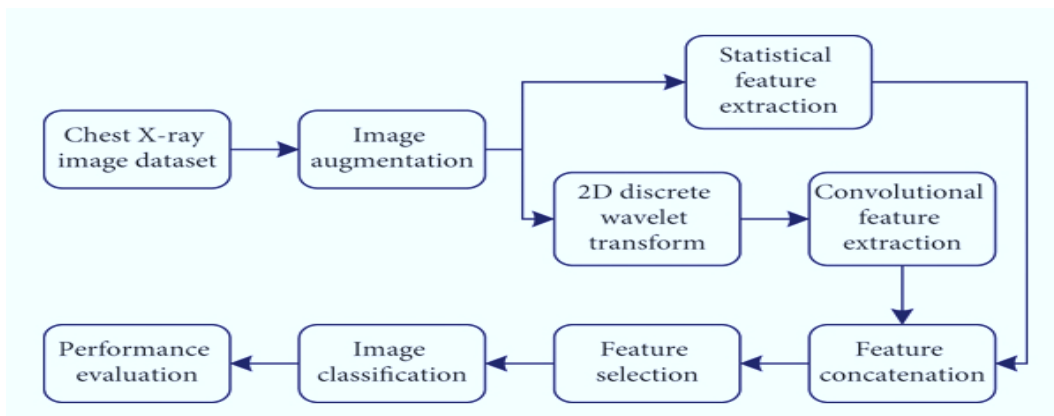 Chest X-ray
image dataset
Image
augmentation
Statistical
feature
extraction
2D discrete
wavelet
transform
Convolutional
feature
extraction
Feature
concatenation
Feature
selection
Image
classification
Performance
evaluation